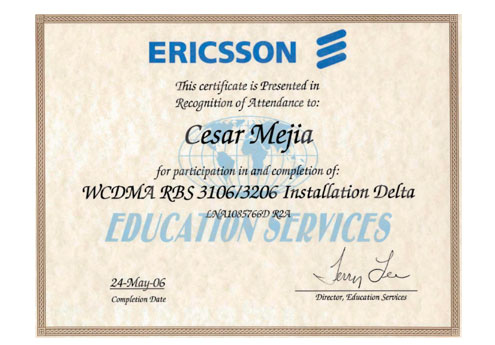 ERICSSON
This certificate is Presented in
Recognition of Attendance to:
Cesar Mejia
for participation in and completion of:
WCDMA RBS 3106/3206 Installation Delta
LNA1085766D R2A
EDUCATION SERVICES
24-May-06
Completion Date
Terry Lee
Director, Education Services